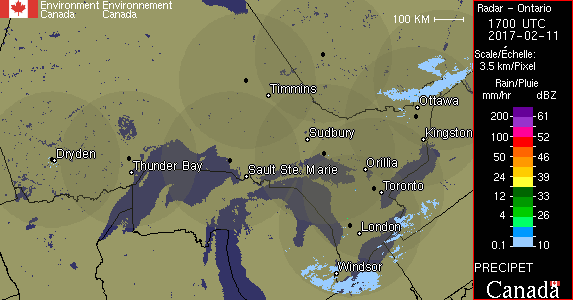 Environment Environnement
Canada Canada
100 KM
Timmins
Ottawa
Sudbury
Kingston
Dryden
Thunder Bay
Sault Ste. Marie
Orillia
Toronto
London
Windsor
Radar - Ontario
1700 UTC
2017-02-11
Scale/Échelle:
3.5 km/Pixel
Rain/Pluie
mm/hr dBZ
200 61
100 52
50 46
24 39
12 33
4 26
0.1 10
PRECIPET
Canada